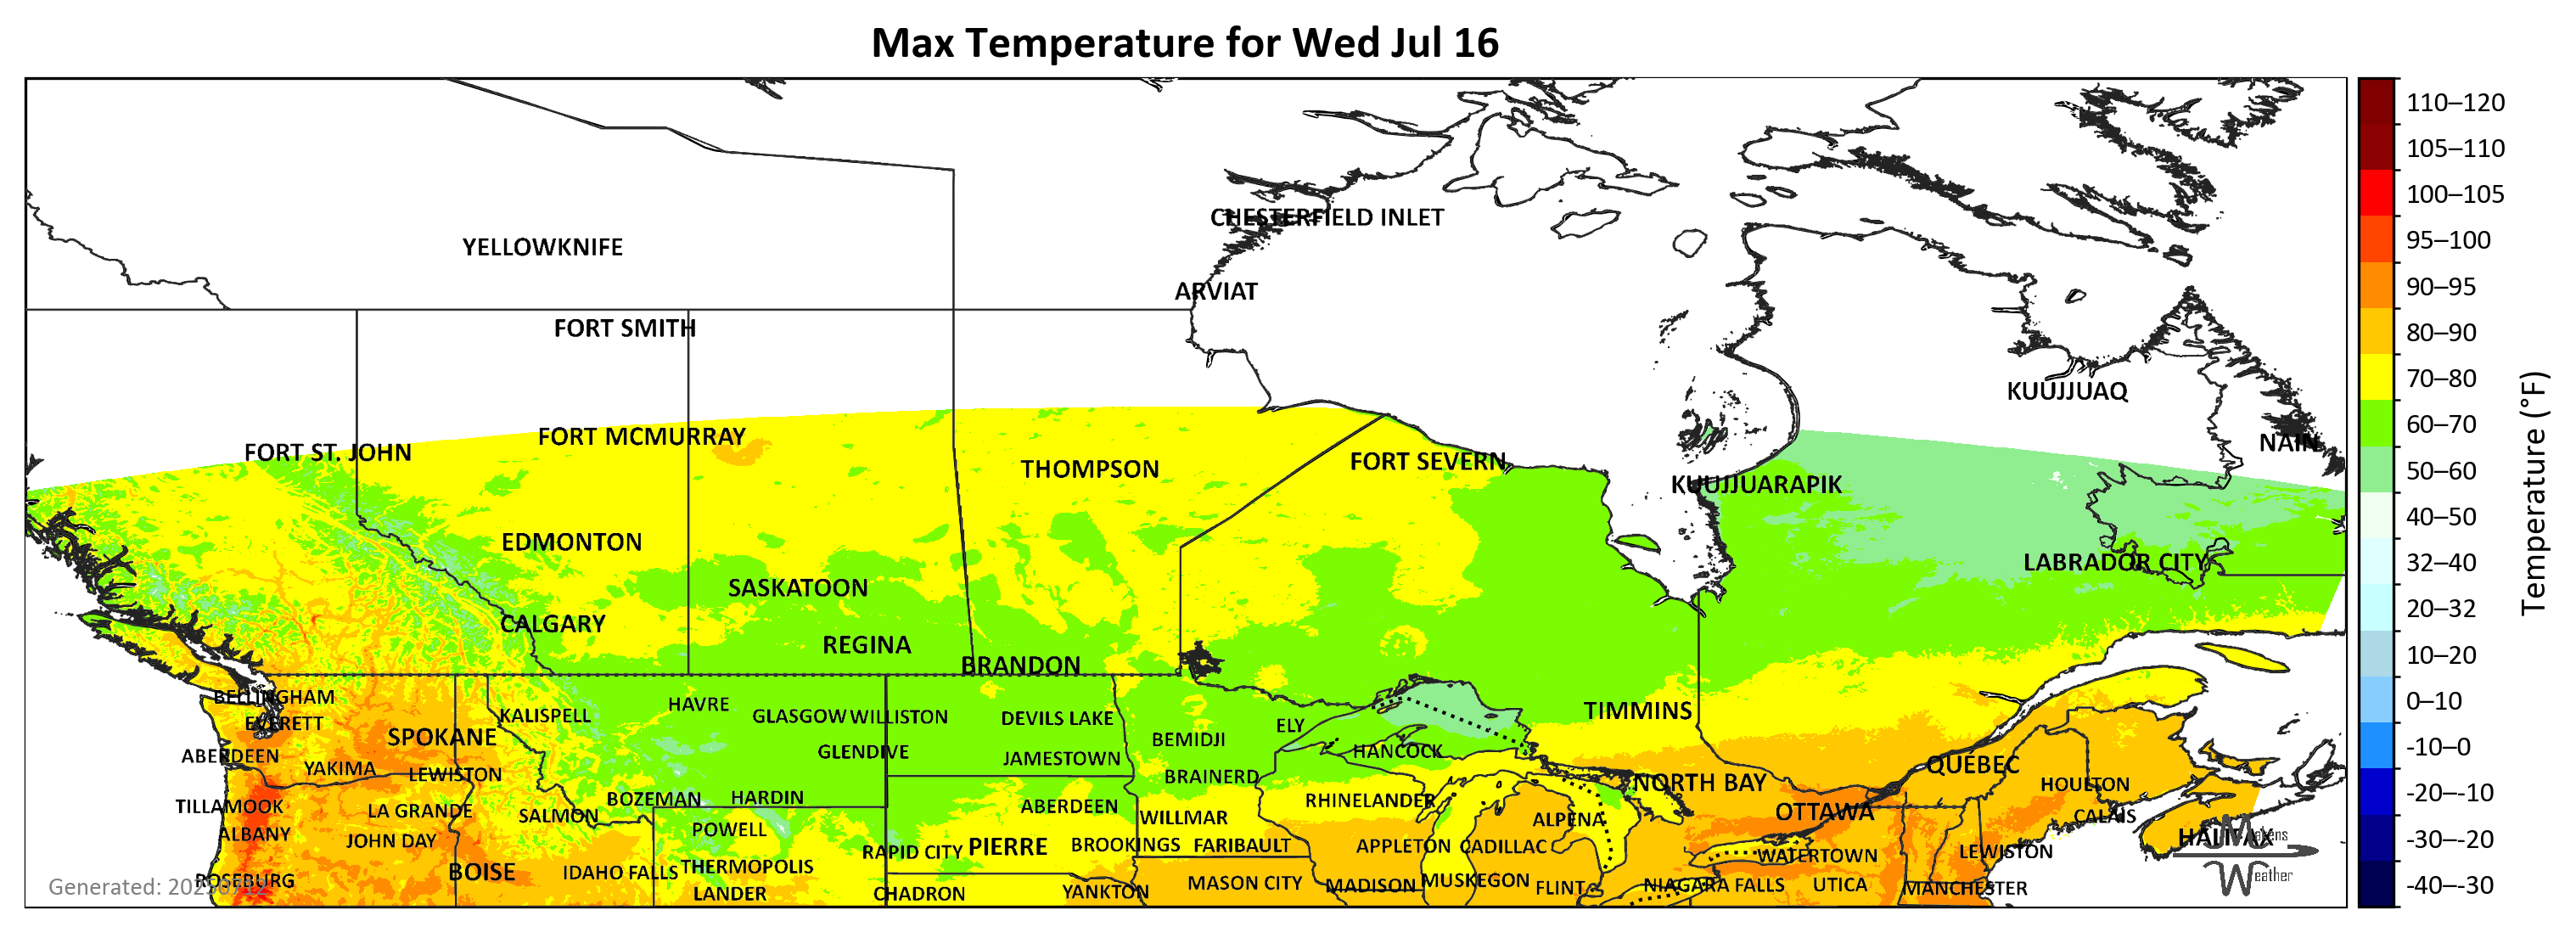 Max Temperature for Wed Jul 16
110–120
105–110
100–105
95–100
90–95
80–90
70–80
60–70
50–60
40–50
32–40
20–32
10–20
0–10
-10–0
-20–-10
-30–-20
-40–-30
Temperature (°F)
CHESTERFIELD INLET
YELLOWKNIFE
ARVIAT
FORT SMITH
KUUJJUAQ
FORT MCMURRAY
NAIN
FORT ST. JOHN
FORT SEVERN
THOMPSON
KUUJJUARAPIK
EDMONTON
LABRADOR CITY
SASKATOON
CALGARY
REGINA
BRANDON
BELLINGHAM
HAVRE
TIMMINS
KALISPELL
GLASGOW
WILLISTON
DEVILS LAKE
EVERETT
ELY
SPOKANE
BEMIDJI
ABERDEEN
GLENDIVE
JAMESTOWN
HANCOCK
QUÉBEC
YAKIMA
LEWISTON
BRAINERD
NORTH BAY
HOULTON
TILLAMOOK
LA GRANDE
BOZEMAN
HARDIN
ABERDEEN
RHINELANDER
OTTAWA
SALMON
WILLMAR
ALPENA
CALAIS
ALBANY
JOHN DAY
POWELL
HALIFAX
Makens
RAPID CITY
PIERRE
BROOKINGS
FARIBAULT
APPLETON
CADILLAC
WATERTOWN
LEWISTON
BOISE
IDAHO FALLS
THERMOPOLIS
Weather
ROSEBURG
Generated:
LANDER
CHADRON
YANKTON
MASON CITY
MADISON
MUSKEGON
FLINT
NIAGARA FALLS
UTICA
MANCHESTER